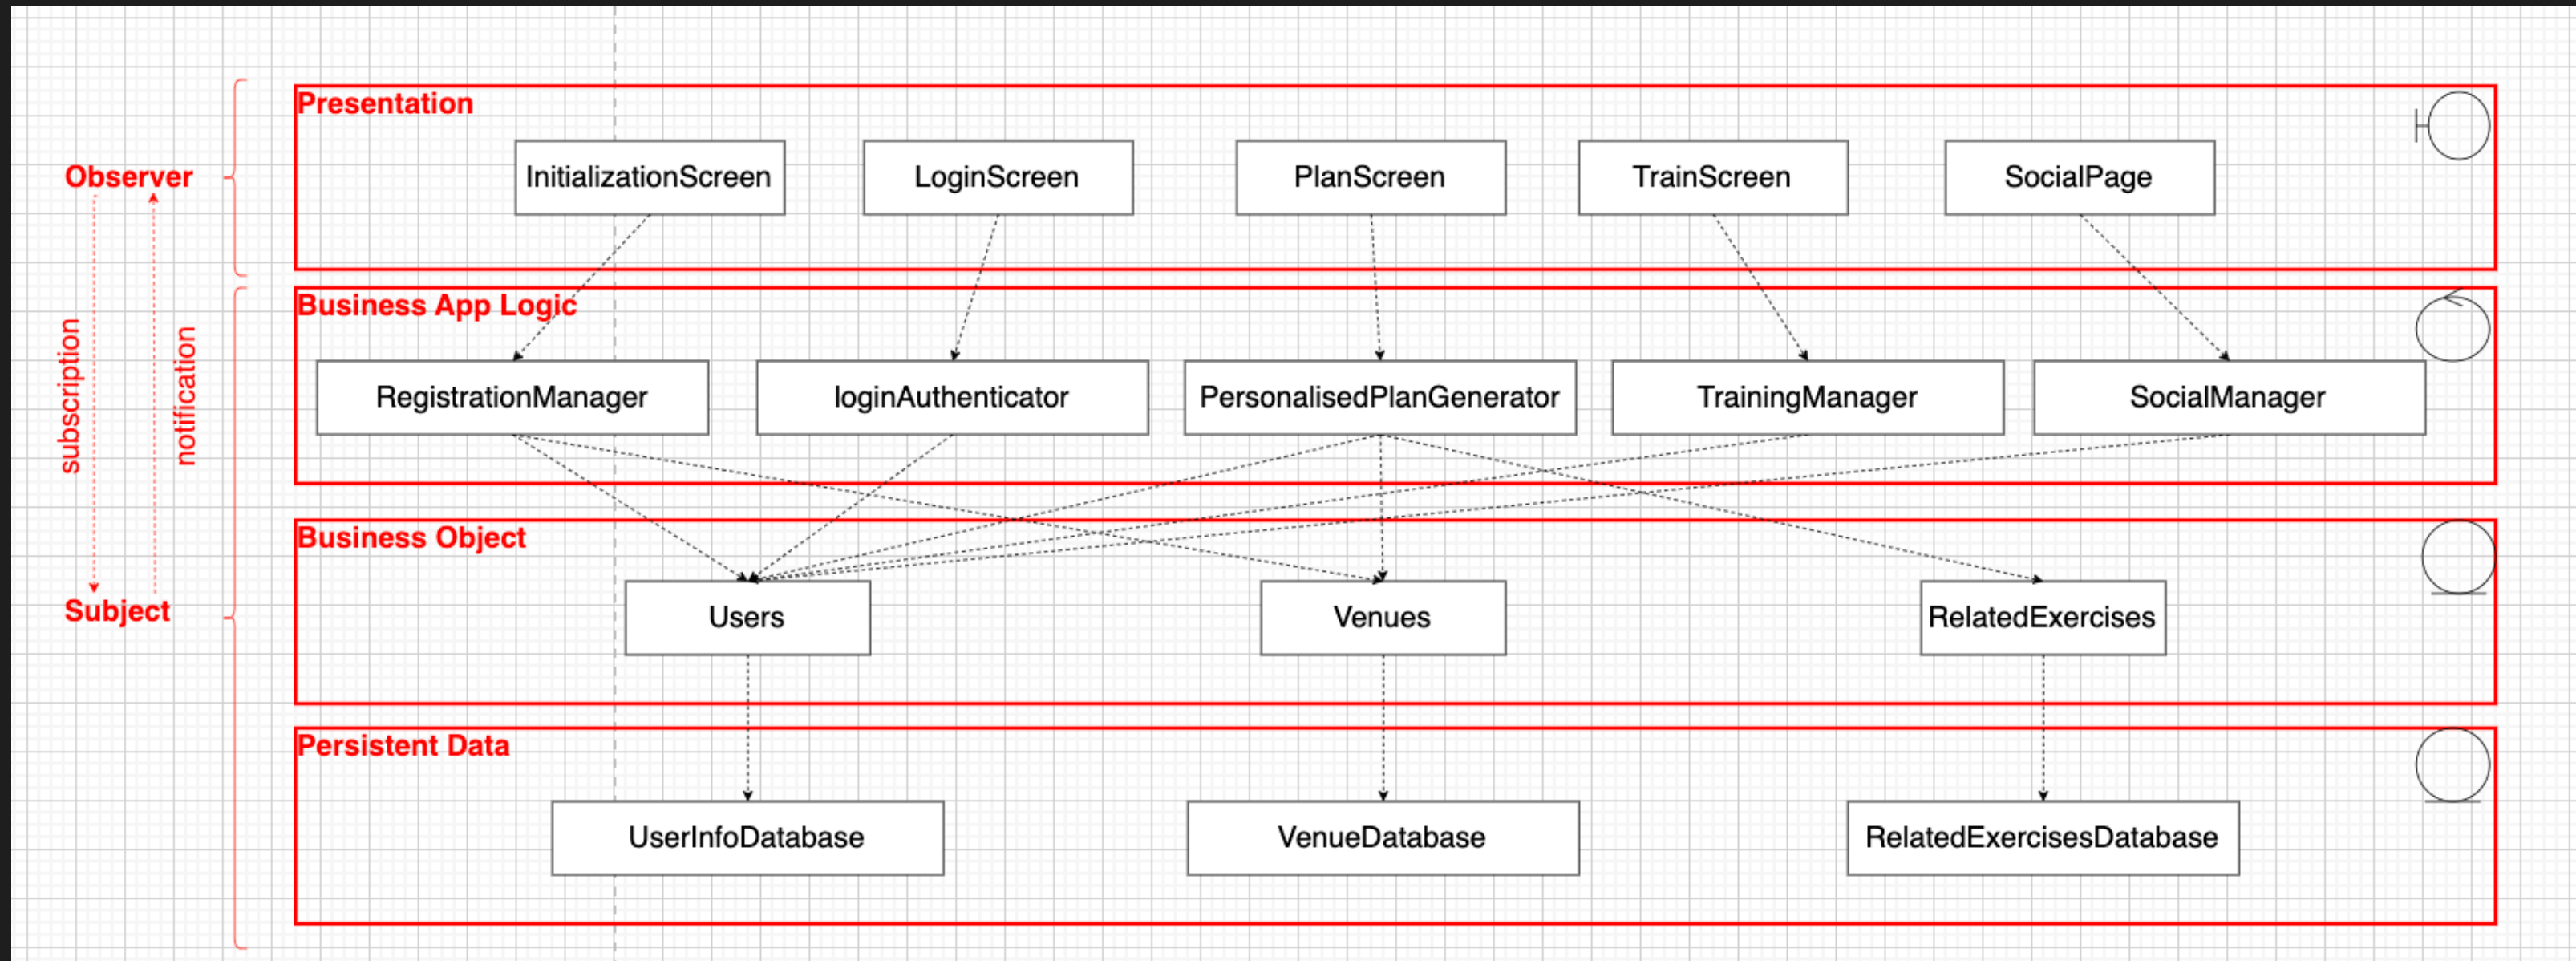 Presentation
Observer
InitializationScreen
LoginScreen
PlanScreen
TrainScreen
SocialPage
Business App Logic
subscription
notification
RegistrationManager
loginAuthenticator
PersonalisedPlanGenerator
TrainingManager
SocialManager
Business Object
Subject
Users
Venues
RelatedExercises
Persistent Data
UserInfoDatabase
VenueDatabase
RelatedExercisesDatabase